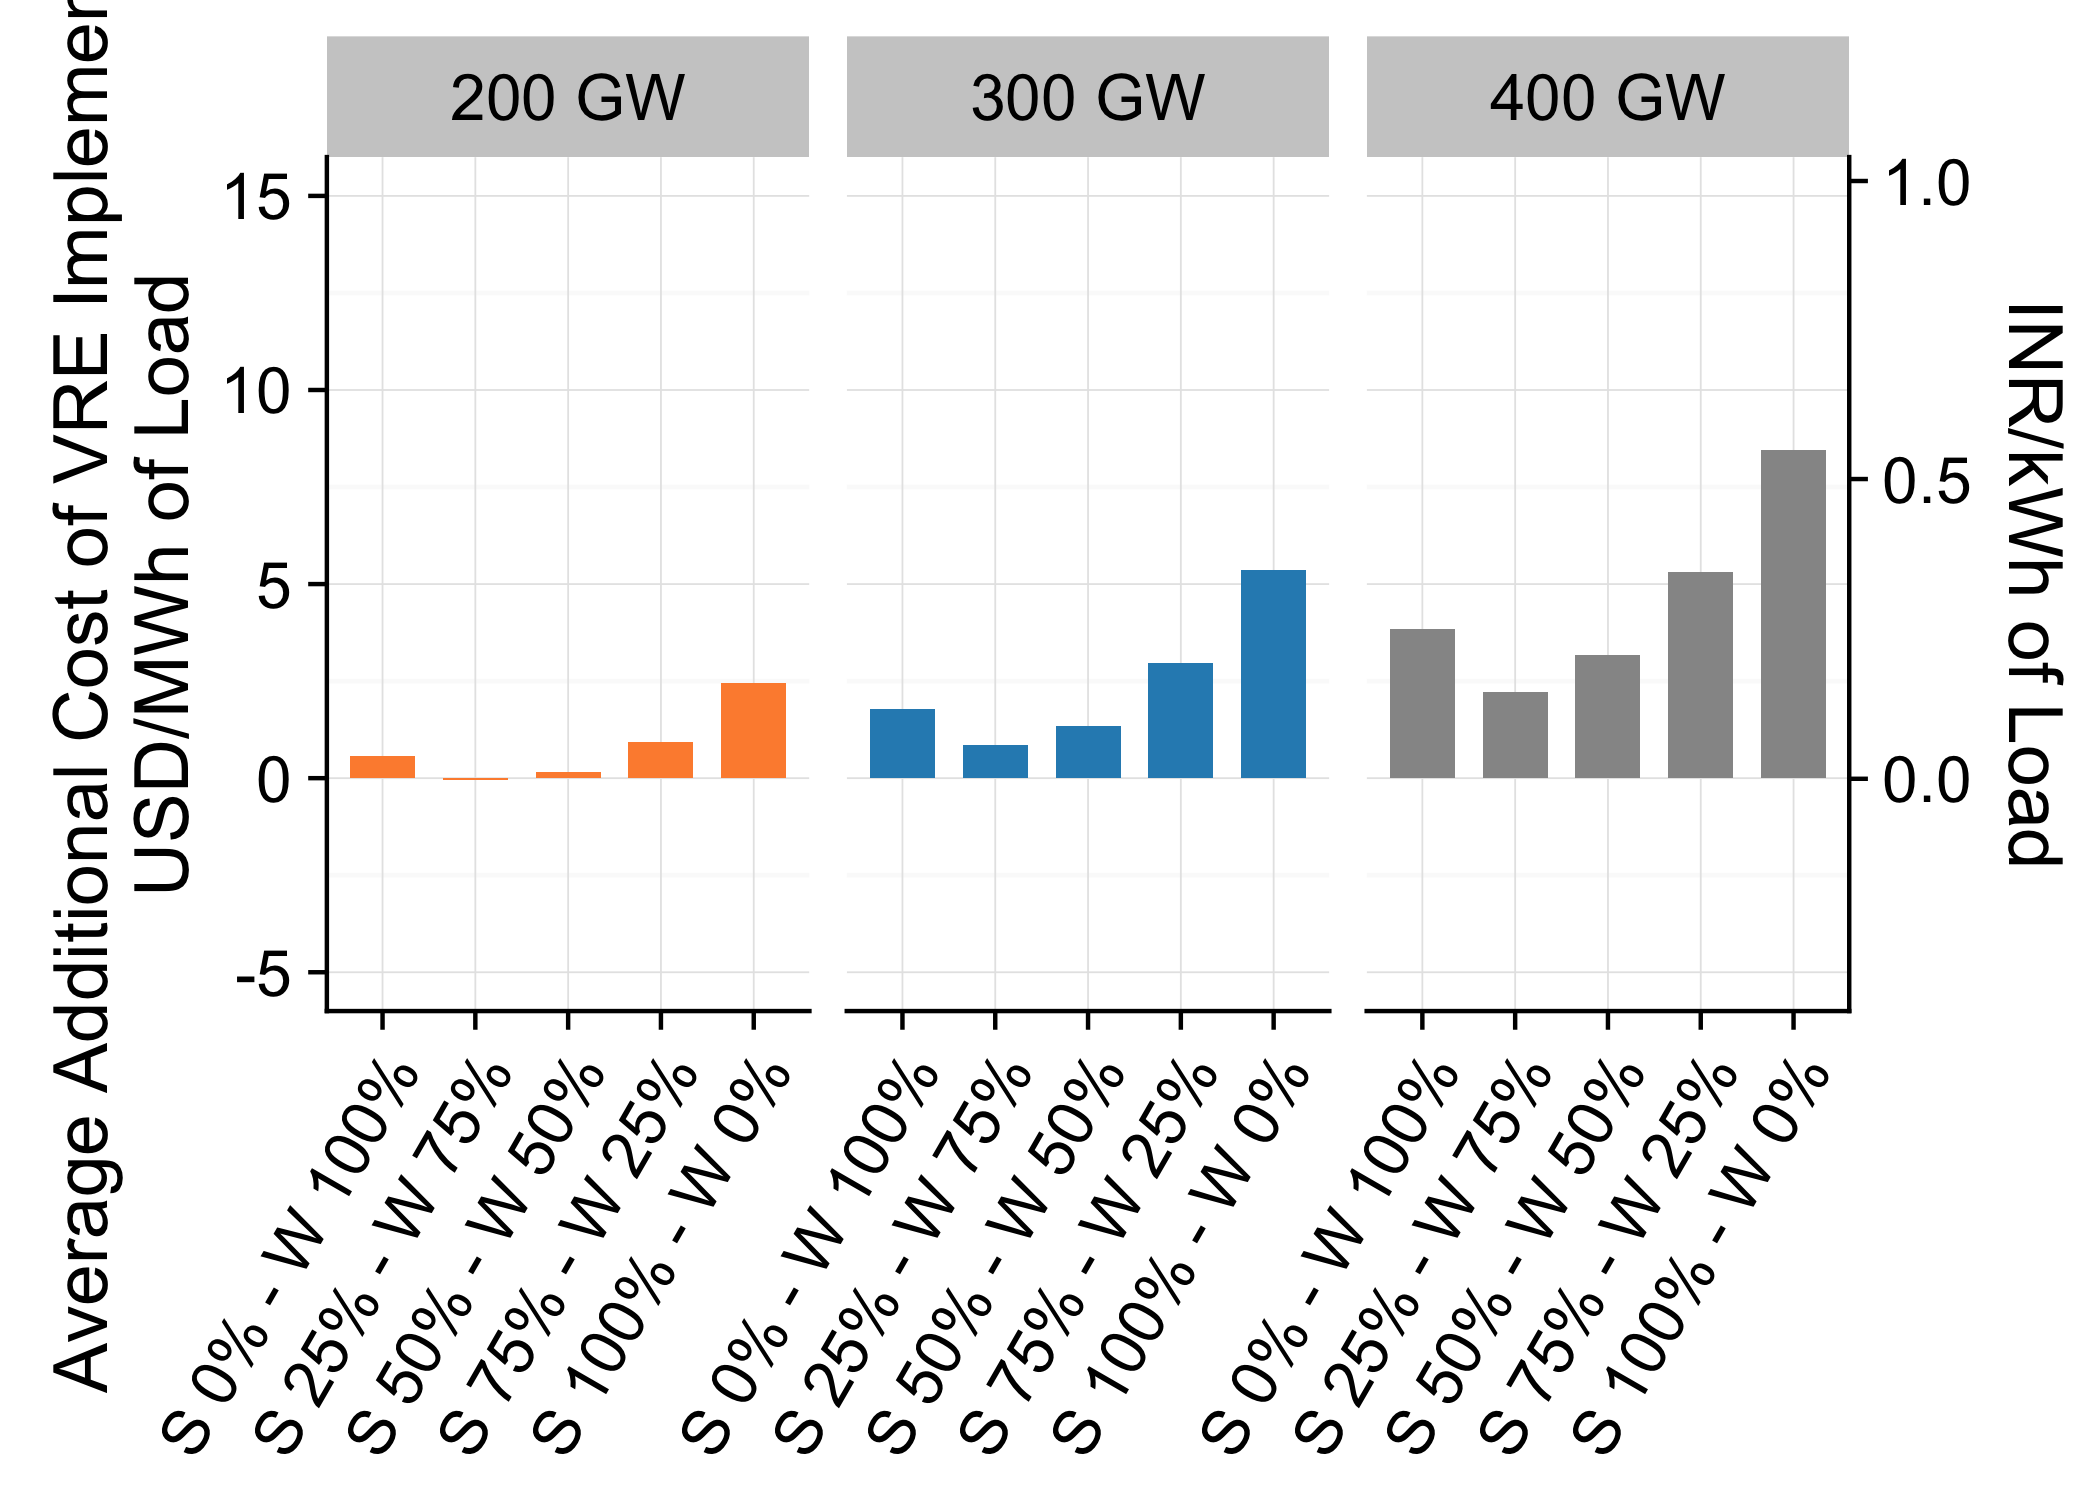 Average Additional Cost of VRE
USD/MWh of Load
200 GW
300 GW
400 GW
15
10
5
0
-5
1.0
0.5
0.0
INR/kWh of Load
S 0% - W 100%
S 25% - W 75%
S 50% - W 50%
S 75% - W 25%
S 100% - W 0%
S 0% - W 100%
S 25% - W 75%
S 50% - W 50%
S 75% - W 25%
S 100% - W 0%
S 0% - W 100%
S 25% - W 75%
S 50% - W 50%
S 75% - W 25%
S 100% - W 0%